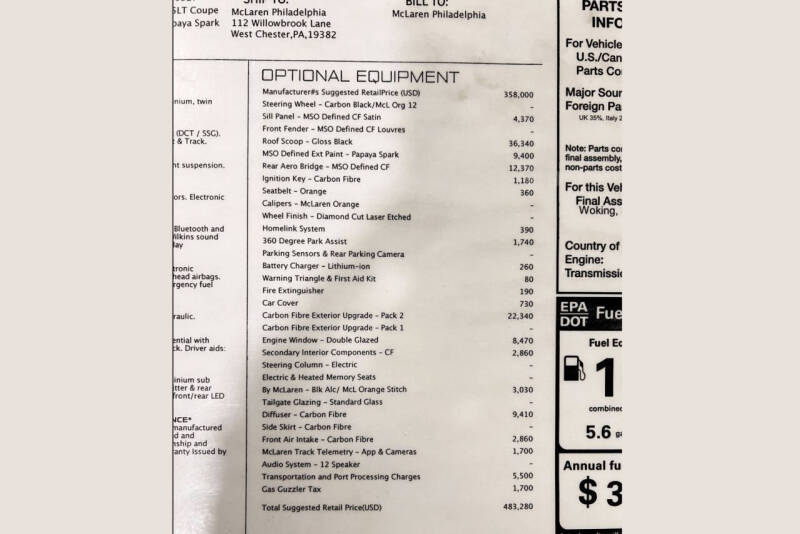 SHIP TO:
SLT Coupe
McLaren Philadelphia
Papaya Spark
112 Willowbrook Lane
West Chester,PA,19382
BILL TO:
McLaren Philadelphia
OPTIONAL EQUIPMENT
Manufacturer#s Suggested RetailPrice (USD) 358,000
Steering Wheel - Carbon Black/McL Org 12 -
Sill Panel - MSO Defined CF Satin 4,370
Front Fender - MSO Defined CF Louvres -
Roof Scoop - Gloss Black 36,340
MSO Defined Ext Paint - Papaya Spark 9,400
Rear Aero Bridge - MSO Defined CF 12,370
Ignition Key - Carbon Fibre 1,180
Seatbelt - Orange 360
Calipers - McLaren Orange -
Wheel Finish - Diamond Cut Laser Etched -
Homelink System 390
360 Degree Park Assist 1,740
Parking Sensors & Rear Parking Camera -
Battery Charger - Lithium-ion 260
Warning Triangle & First Aid Kit 80
Fire Extinguisher 190
Car Cover 730
Carbon Fibre Exterior Upgrade - Pack 2 22,340
Carbon Fibre Exterior Upgrade - Pack 1 -
Engine Window - Double Glazed 8,470
Secondary Interior Components - CF 2,860
Steering Column - Electric -
Electric & Heated Memory Seats -
By McLaren - Blk Alc/ McL Orange Stitch 3,030
Tailgate Glazing - Standard Glass -
Diffuser - Carbon Fibre 9,410
Side Skirt - Carbon Fibre -
Front Air Intake - Carbon Fibre 2,860
McLaren Track Telemetry - App & Cameras 1,700
Audio System - 12 Speaker -
Transportation and Port Processing Charges 5,500
Gas Guzzler Tax 1,700
Total Suggested Retail Price(USD) 483,280
nium, twin
(DCT / SSG).
& Track.
nt suspension.
ors. Electronic
Bluetooth and
Wilkins sound
lay
tronic
head airbags.
rgency fuel
raulic.
ential with
ck. Driver aids:
inium sub
itter & rear
front/rear LED
NCE*
manufactured
d and
nship and
anty Issued by
PARTS
INFO
For Vehicle
U.S./Can
Parts Co
Major Sour
Foreign Pa
UK 35%, Italy 2
Note: Parts co
final assembly,
non-parts cost
For this Veh
Final Ass
Woking,
Country of
Engine:
Transmissi
EPA
DOT Fue
Fuel Ec
1
combined
5.6 g
Annual fu
$3